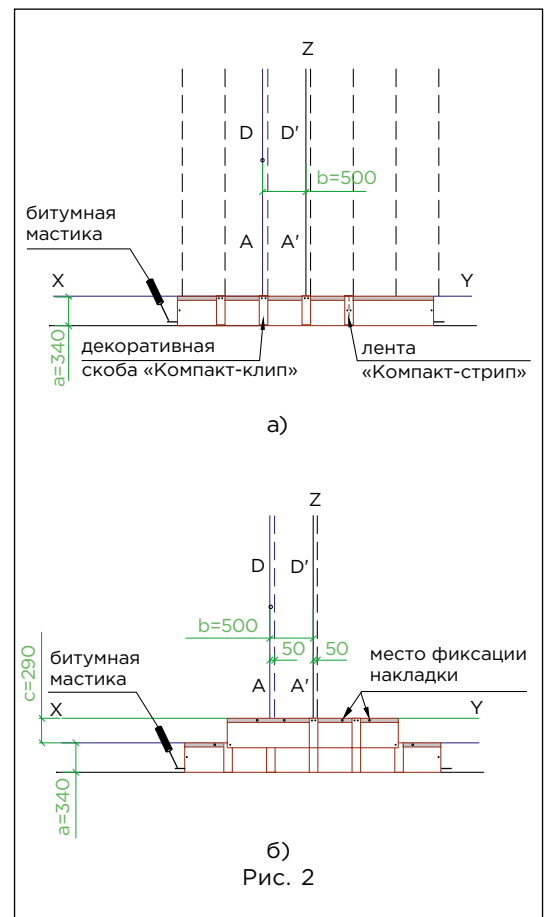 Z
D D'
b=500
битумная
мастика
A A'
X Y
a=340
декоративная
скоба «Компакт-клип»
лента
«Компакт-стрип»
а)
Z
D D'
b=500
50 50
место фиксации
накладки
битумная
мастика
c=290
A A'
X Y
a=340
б)
Рис. 2